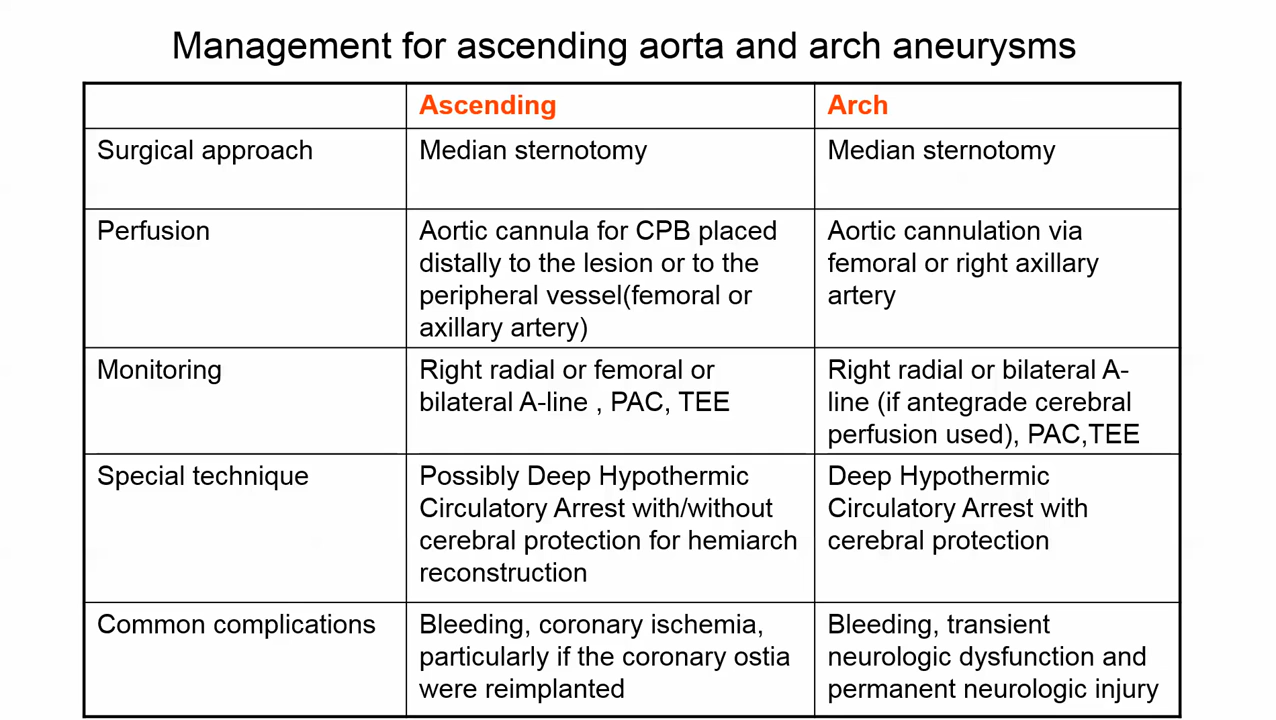 Management for ascending aorta and arch aneurysms
Ascending
Arch
Surgical approach
Median sternotomy
Median sternotomy
Perfusion
Aortic cannula for CPB placed
distally to the lesion or to the
peripheral vessel(femoral or
axillary artery)
Aortic cannulation via
femoral or right axillary
artery
Monitoring
Right radial or femoral or
bilateral A-line , PAC, TEE
Right radial or bilateral A-
line (if antegrade cerebral
perfusion used), PAC,TEE
Special technique
Possibly Deep Hypothermic
Circulatory Arrest with/without
cerebral protection for hemiarch
reconstruction
Deep Hypothermic
Circulatory Arrest with
cerebral protection
Common complications
Bleeding, coronary ischemia,
particularly if the coronary ostia
were reimplanted
Bleeding, transient
neurologic dysfunction and
permanent neurologic injury